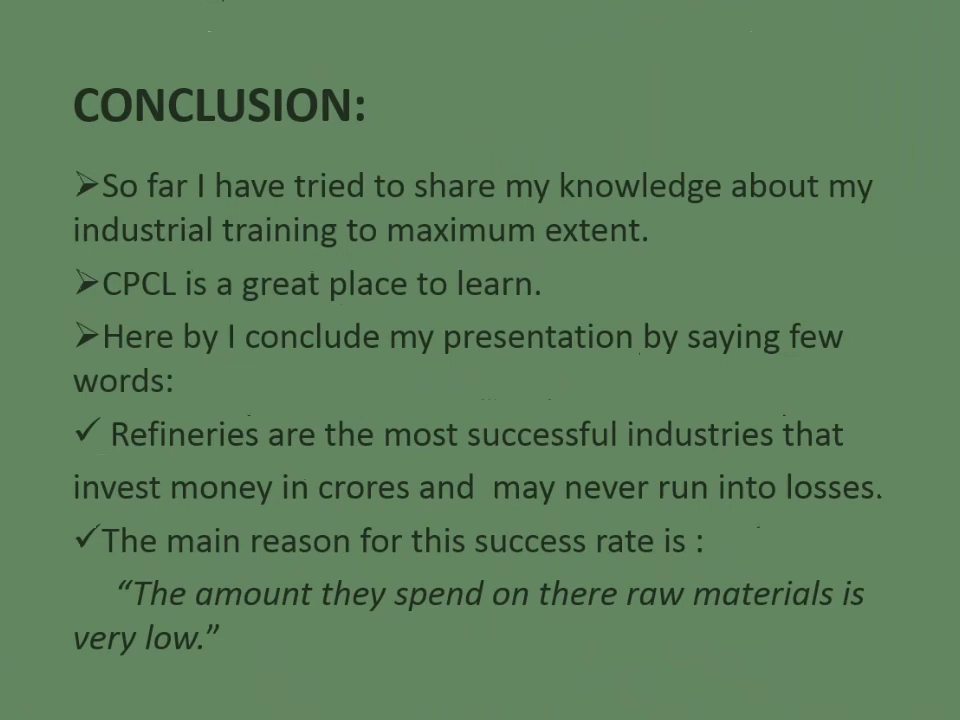 CONCLUSION:
➢So far I have tried to share my knowledge about my
industrial training to maximum extent.
➢CPCL is a great place to learn.
➢Here by I conclude my presentation by saying few
words:
✓ Refineries are the most successful industries that
invest money in crores and  may never run into losses.
✓The main reason for this success rate is :
“The amount they spend on there raw materials is
very low.”